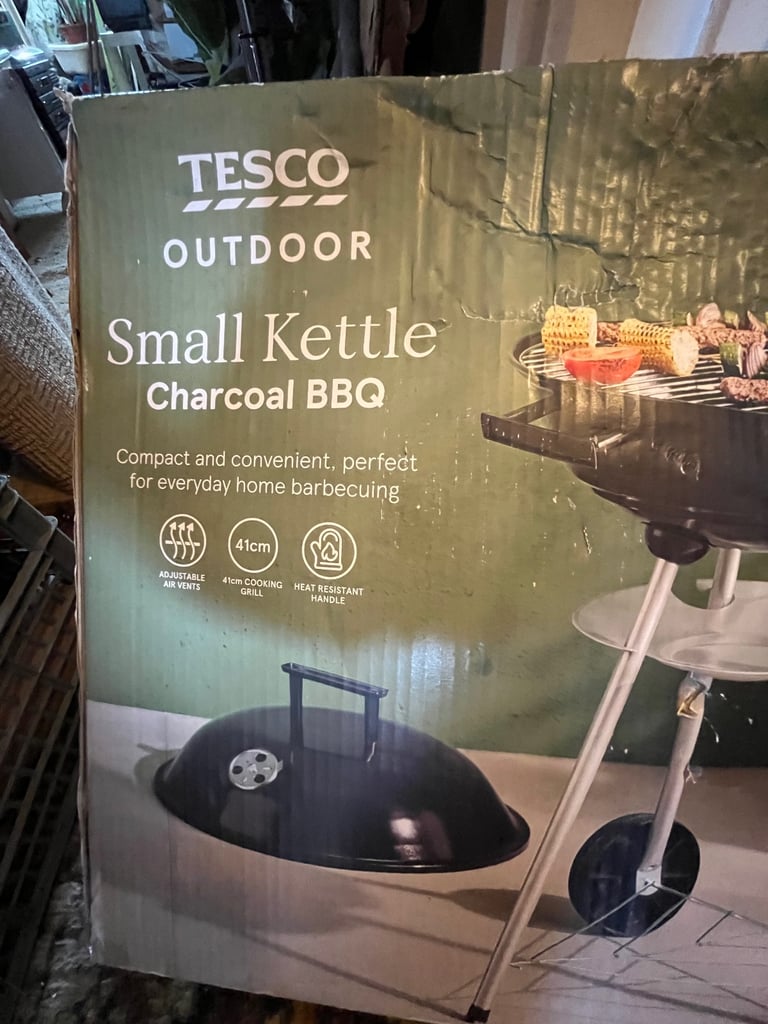 TESCO
OUTDOOR
Small Kettle
Charcoal BBQ
Compact and convenient, perfect
for everyday home barbecuing
41cm
ADJUSTABLE
AIR VENTS
41cm COOKING
GRILL
HEAT RESISTANT
HANDLE